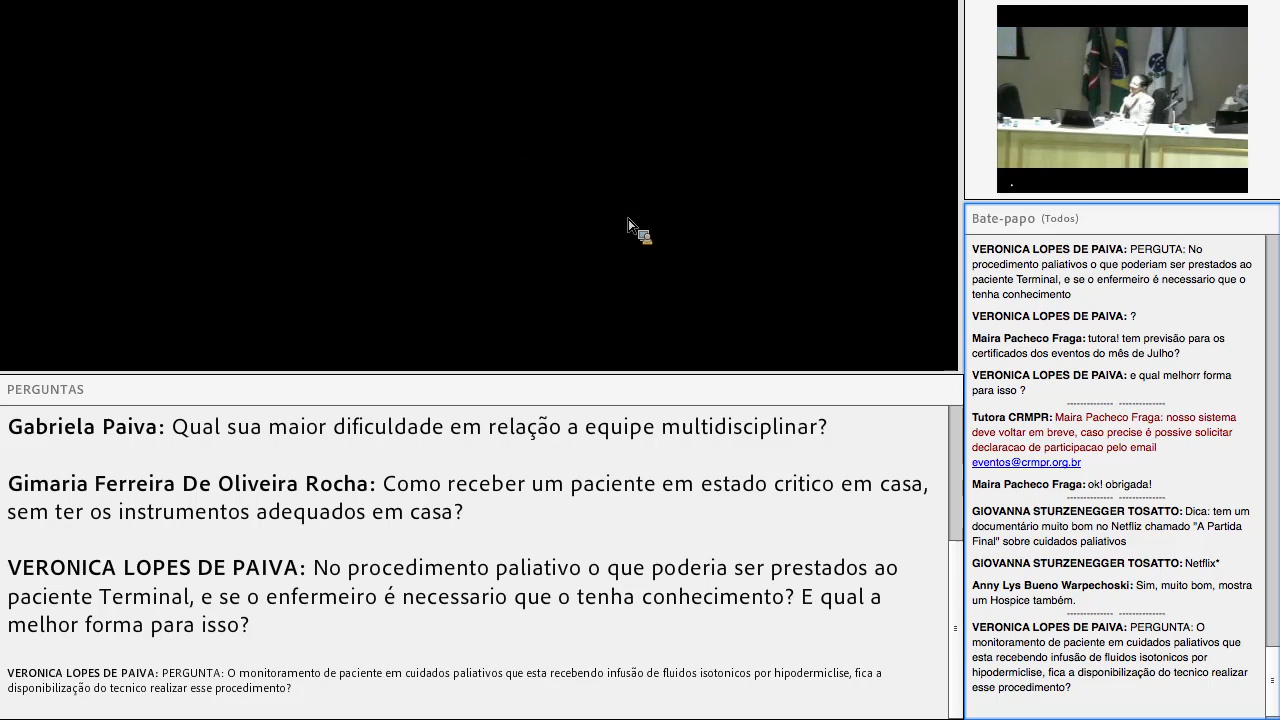 PERGUNTAS
Gabriela Paiva: Qual sua maior dificuldade em relação a equipe multidisciplinar?
Gimaria Ferreira De Oliveira Rocha: Como receber um paciente em estado critico em casa,
sem ter os instrumentos adequados em casa?
VERONICA LOPES DE PAIVA: No procedimento paliativo o que poderia ser prestados ao
paciente Terminal, e se o enfermeiro é necessario que o tenha conhecimento? E qual a
melhor forma para isso?
VERONICA LOPES DE PAIVA: PERGUNTA: O monitoramento de paciente em cuidados paliativos que esta recebendo infusão de fluidos isotonicos por hipodermiclise, fica a
disponibilização do tecnico realizar esse procedimento?
Bate-papo (Todos)
VERONICA LOPES DE PAIVA: PERGUTA: No
procedimento paliativos o que poderiam ser prestados ao
paciente Terminal, e se o enfermeiro é necessario que o
tenha conhecimento
VERONICA LOPES DE PAIVA: ?
Maira Pacheco Fraga: tutora! tem previsão para os
certificados dos eventos do mês de Julho?
VERONICA LOPES DE PAIVA: e qual melhorr forma
para isso ?
-------------- --------------
Tutora CRMPR: Maira Pacheco Fraga: nosso sistema
deve voltar em breve, caso precise é possive solicitar
declaracao de participacao pelo email
eventos@crmpr.org.br
Maira Pacheco Fraga: ok! obrigada!
-------------- --------------
GIOVANNA STURZENEGGER TOSATTO: Dica: tem um
documentário muito bom no Netfliz chamado "A Partida
Final" sobre cuidados paliativos
GIOVANNA STURZENEGGER TOSATTO: Netflix*
Anny Lys Bueno Warpechoski: Sim, muito bom, mostra
um Hospice também.
-------------- --------------
VERONICA LOPES DE PAIVA: PERGUNTA: O
monitoramento de paciente em cuidados paliativos que
esta recebendo infusão de fluidos isotonicos por
hipodermiclise, fica a disponibilização do tecnico realizar
esse procedimento?